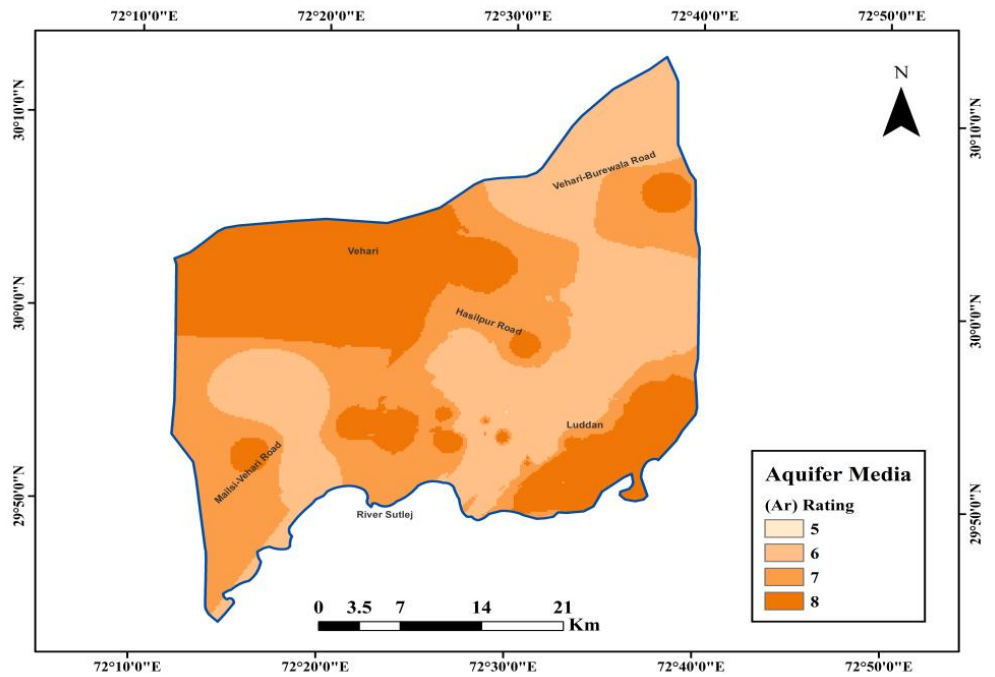 72°10'0"E
72°20'0"E
72°30'0"E
72°40'0"E
72°50'0"E
N
30°10'0"N
30°10'0"N
Vehari-Burewala Road
Vehari
30°0'0"N
30°0'0"N
Hasilpur Road
Luddan
Mailsi-Vehari Road
29°50'0"N
29°50'0"N
River Sutlej
Aquifer Media
(Ar) Rating
5
6
7
8
0 3.5 7 14 21
Km
72°10'0"E
72°20'0"E
72°30'0"E
72°40'0"E
72°50'0"E